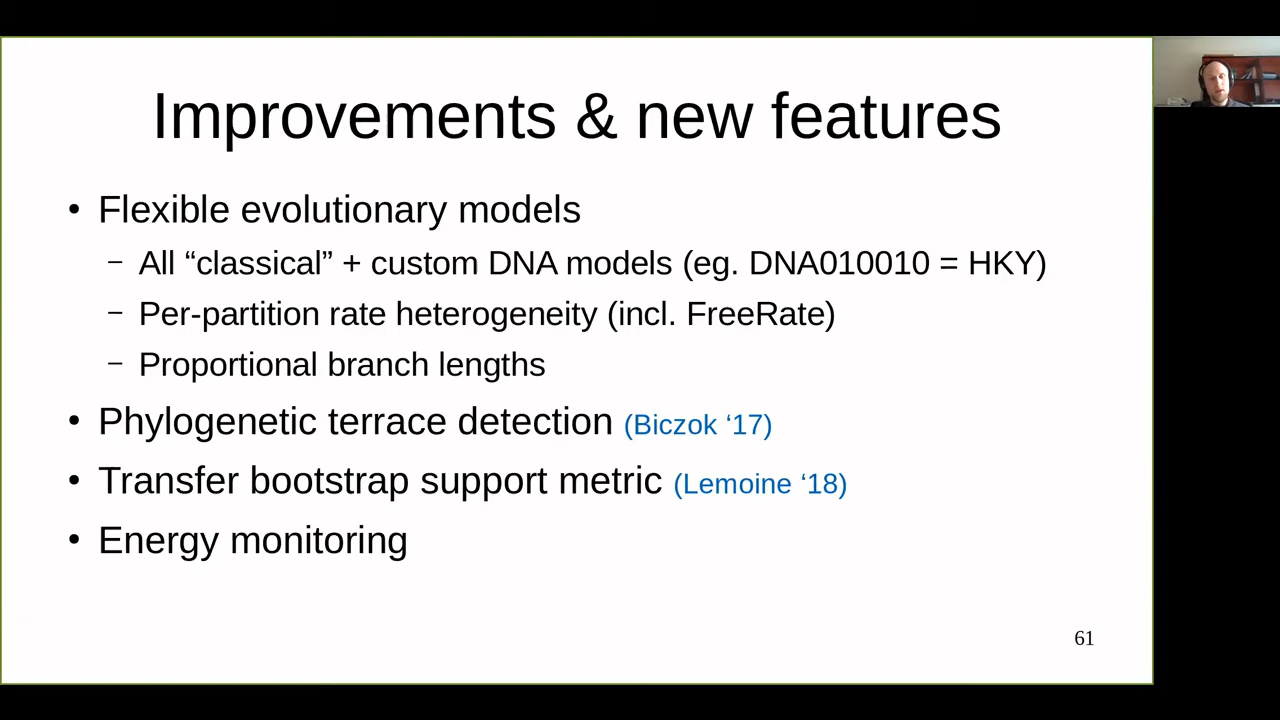 Improvements & new features
• Flexible evolutionary models
– All “classical” + custom DNA models (eg. DNA010010 = HKY)
– Per-partition rate heterogeneity (incl. FreeRate)
– Proportional branch lengths
• Phylogenetic terrace detection (Biczok ‘17)
• Transfer bootstrap support metric (Lemoine ‘18)
• Energy monitoring
61